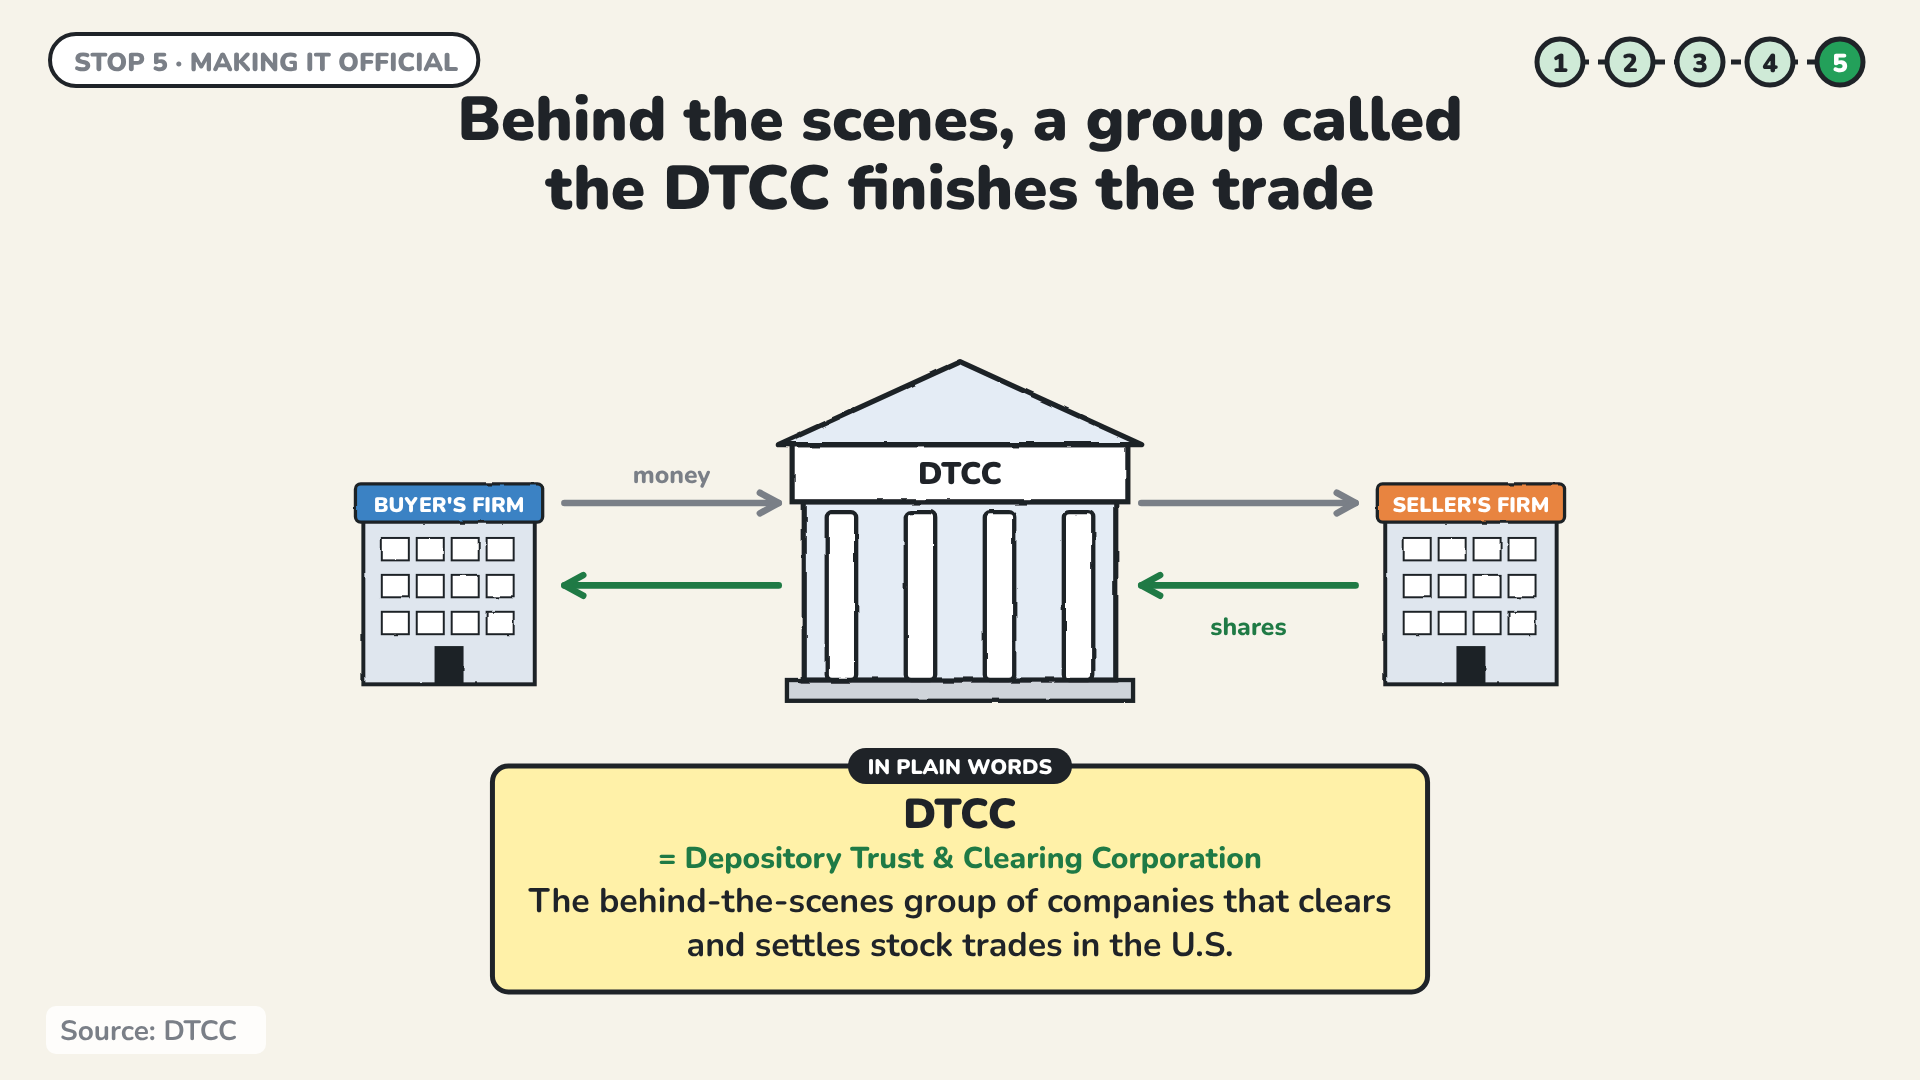 STOP 5 · MAKING IT OFFICIAL
1 2 3 4 5
Behind the scenes, a group called
the DTCC finishes the trade
DTCC
money
BUYER'S FIRM
SELLER'S FIRM
shares
IN PLAIN WORDS
DTCC
= Depository Trust & Clearing Corporation
The behind-the-scenes group of companies that clears
and settles stock trades in the U.S.
Source: DTCC